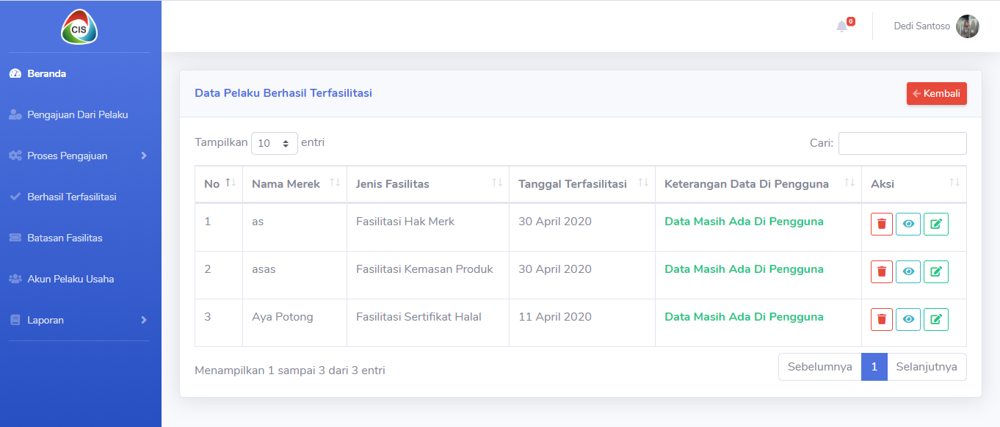 CIS
0
Dedi Santoso
Beranda
Pengajuan Dari Pelaku
Proses Pengajuan
Berhasil Terfasilitasi
Batasan Fasilitas
Akun Pelaku Usaha
Laporan
Data Pelaku Berhasil Terfasilitasi
Kembali
Tampilkan 10 entri
Cari:
No Nama Merek Jenis Fasilitas Tanggal Terfasilitasi Keterangan Data Di Pengguna Aksi
1 as Fasilitasi Hak Merk 30 April 2020 Data Masih Ada Di Pengguna
2 asas Fasilitasi Kemasan Produk 30 April 2020 Data Masih Ada Di Pengguna
3 Aya Potong Fasilitasi Sertifikat Halal 11 April 2020 Data Masih Ada Di Pengguna
Menampilkan 1 sampai 3 dari 3 entri
Sebelumnya 1 Selanjutnya